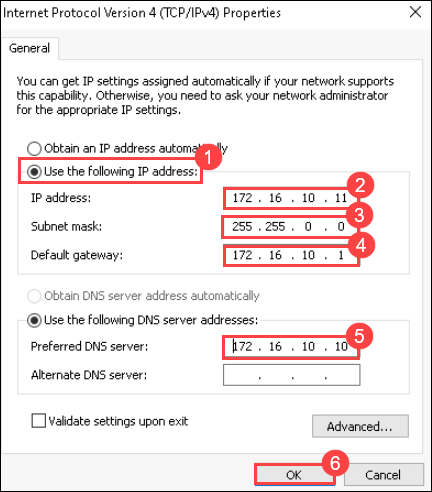 Internet Protocol Version 4 (TCP/IPv4) Properties
General
You can get IP settings assigned automatically if your network supports
this capability. Otherwise, you need to ask your network administrator
for the appropriate IP settings.
Obtain an IP address automatically
1
Use the following IP address:
2
IP address: 172 . 16 . 10 . 11
3
Subnet mask: 255 . 255 . 0 . 0
4
Default gateway: 172 . 16 . 10 . 1
Obtain DNS server address automatically
Use the following DNS server addresses:
5
Preferred DNS server: 172 . 16 . 10 . 10
Alternate DNS server: . . .
Validate settings upon exit
Advanced...
6
OK Cancel